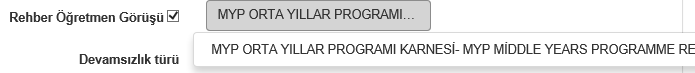 Rehber Öğretmen Görüşü MYP ORTA YILLAR PROGRAMI...
MYP ORTA YILLAR PROGRAMI KARNESİ- MYP MİDDLE YEARS PROGRAMME RE
Devamsızlık türü